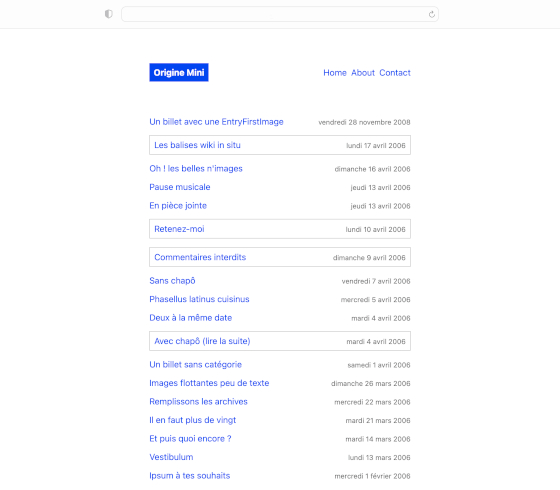 Origine Mini
Home About Contact
Un billet avec une EntryFirstImage vendredi 28 novembre 2008
Les balises wiki in situ lundi 17 avril 2006
Oh ! les belles n'images dimanche 16 avril 2006
Pause musicale jeudi 13 avril 2006
En pièce jointe jeudi 13 avril 2006
Retenez-moi lundi 10 avril 2006
Commentaires interdits dimanche 9 avril 2006
Sans chapô vendredi 7 avril 2006
Phasellus latinus cuisinus mercredi 5 avril 2006
Deux à la même date mardi 4 avril 2006
Avec chapô (lire la suite) mardi 4 avril 2006
Un billet sans catégorie samedi 1 avril 2006
Images flottantes peu de texte dimanche 26 mars 2006
Remplissons les archives mercredi 22 mars 2006
Il en faut plus de vingt mardi 21 mars 2006
Et puis quoi encore ? mardi 14 mars 2006
Vestibulum lundi 13 mars 2006
Ipsum à tes souhaits mercredi 1 février 2006